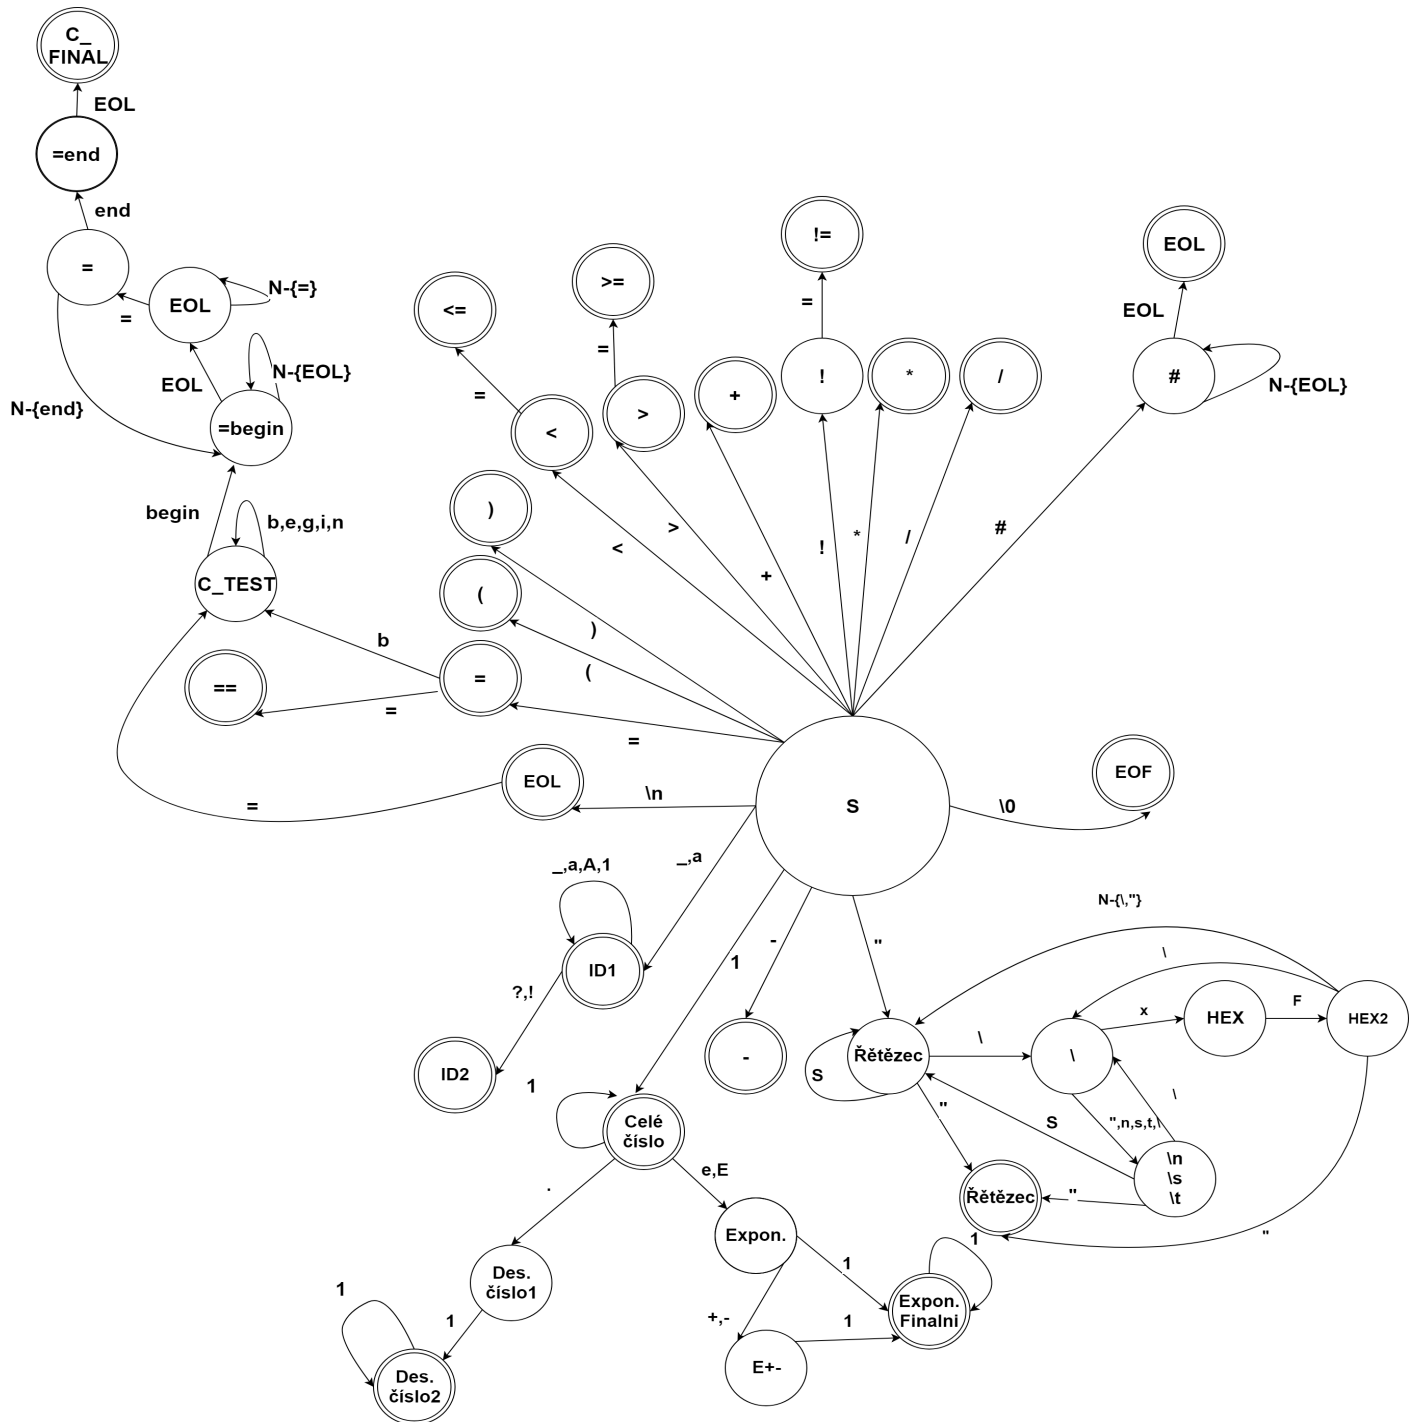 C_
FINAL
EOL
=end
end
=
EOL
N-{=}
=
EOL
N-{EOL}
N-{end}
=begin
begin
b,e,g,i,n
C_TEST
b
==
=
=
=
EOL
\n
=
<=
=
<
<
>=
=
>
>
+
+
!=
=
!
!
*
*
/
/
EOL
EOL
#
N-{EOL}
#
)
)
(
(
S
EOF
\0
_,a
_,a,A,1
ID1
?,!
ID2
1
1
Celé
číslo
-
-
"
N-{\,"}
\
x
HEX
F
HEX2
Řětězec
\
\
S
"
S
",n,s,t,\
\
\n
\s
\t
Řětězec
"
"
.
e,E
Expon.
1
1
Expon.
Finalni
+,-
1
E+-
Des.
číslo1
1
1
Des.
číslo2